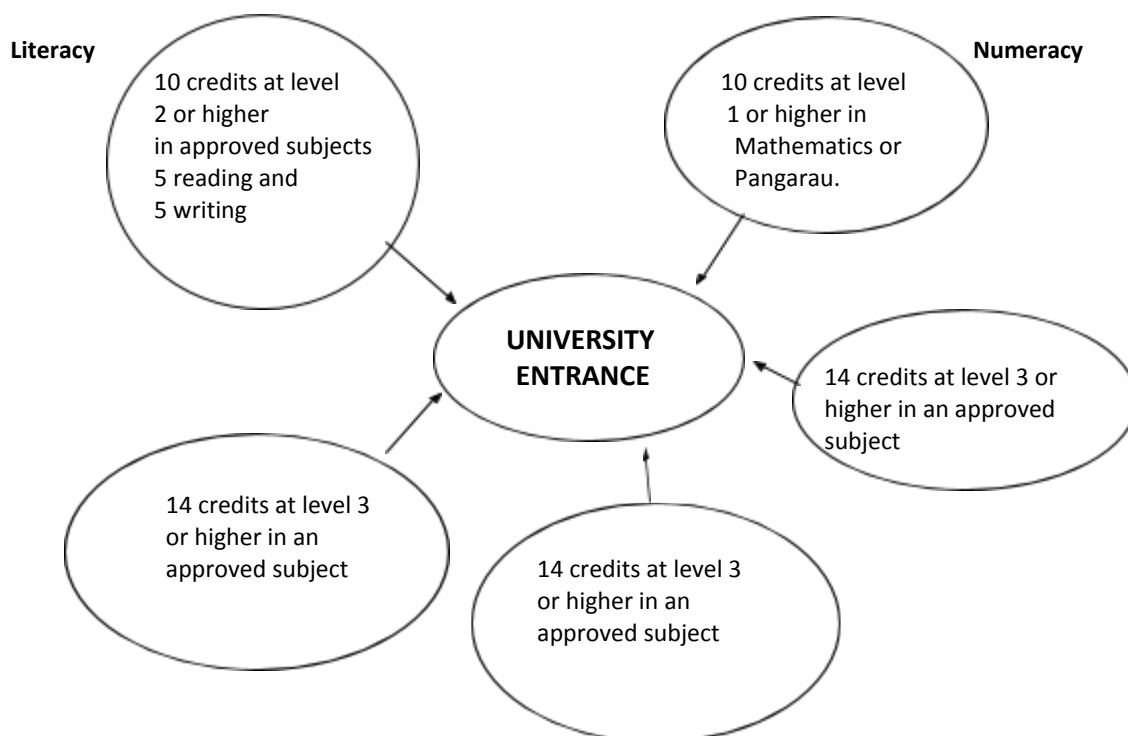 Literacy
10 credits at level
2 or higher
in approved subjects
5 reading and
5 writing
Numeracy
10 credits at level
1 or higher in
Mathematics or
Pangarau.
UNIVERSITY
ENTRANCE
14 credits at level 3 or
higher in an approved
subject
14 credits at level 3
or higher in an
approved subject
14 credits at level 3
or higher in an
approved subject